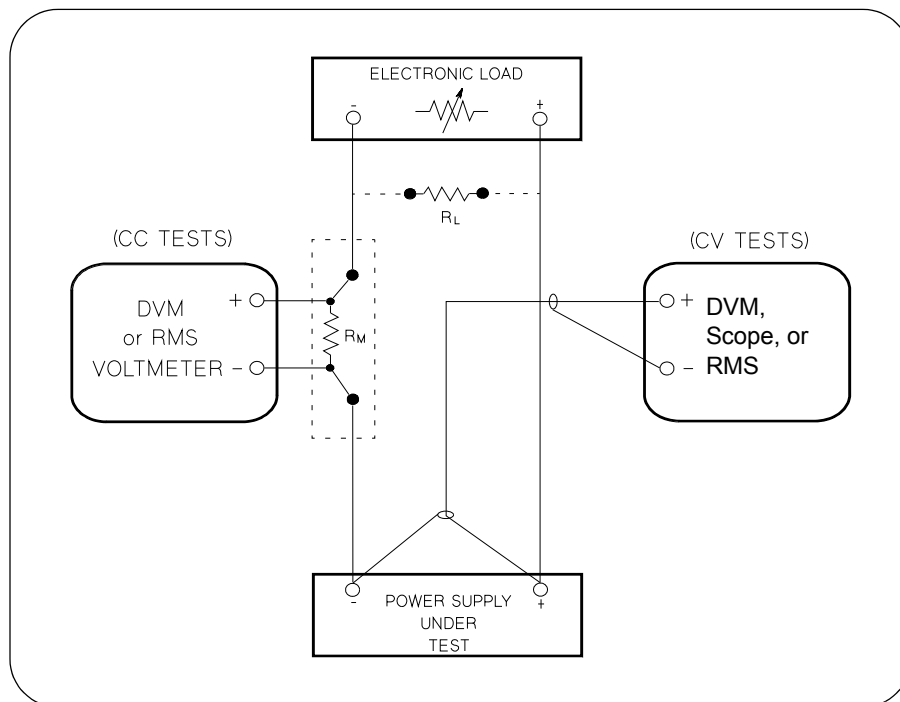 ELECTRONIC LOAD
- +
R_L
(CC TESTS)
+
DVM
or RMS
VOLTMETER -
R_M
(CV TESTS)
+ DVM,
Scope, or
- RMS
- +
POWER SUPPLY
UNDER
TEST